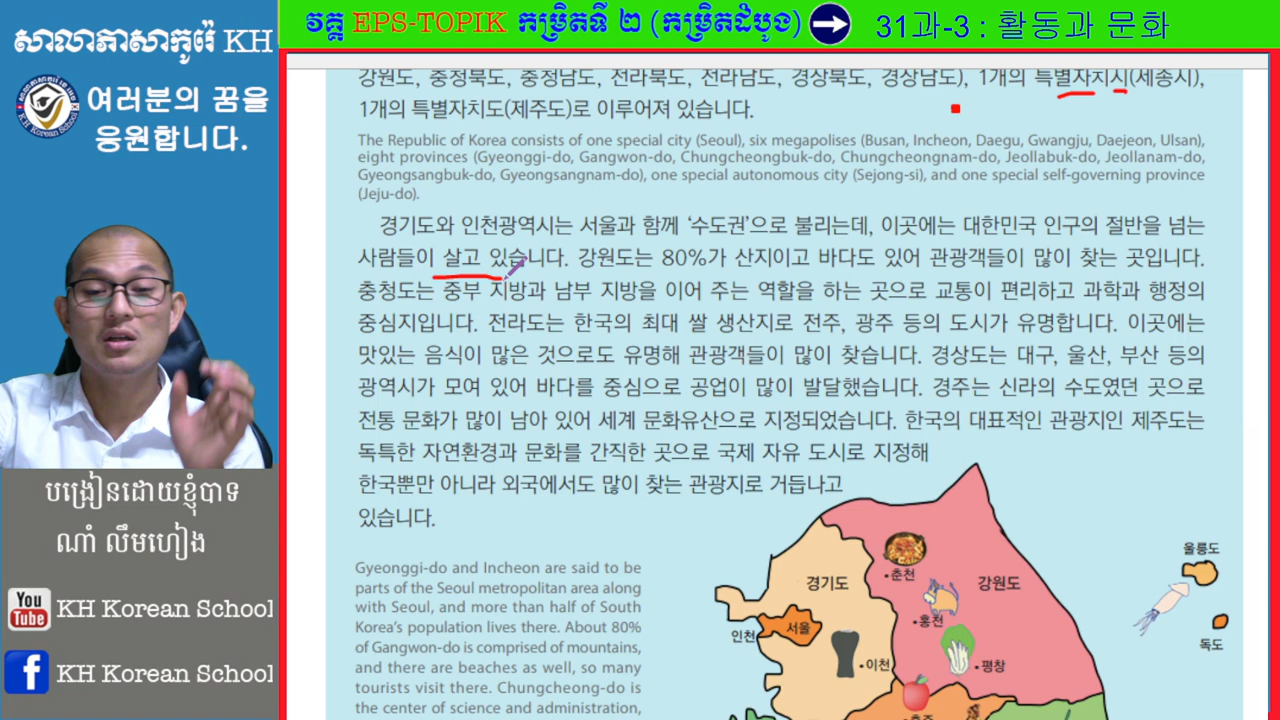 សាលាភាសាកូរ៉េ KH
KH Korean School
여러분의 꿈을
응원합니다.
បង្រៀនដោយខ្ញុំបាទ
ណាំ លឹមហៀង
You
Tube
KH Korean School
f
KH Korean School
វគ្គ EPS-TOPIK កម្រិតទី ២ (កម្រិតដំបូង)
31과-3 : 활동과 문화
강원도, 충청북도, 충청남도, 전라북도, 전라남도, 경상북도, 경상남도), 1개의 특별자치시(세종시),
1개의 특별자치도(제주도)로 이루어져 있습니다.
The Republic of Korea consists of one special city (Seoul), six megapolises (Busan, Incheon, Daegu, Gwangju, Daejeon, Ulsan),
eight provinces (Gyeonggi-do, Gangwon-do, Chungcheongbuk-do, Chungcheongnam-do, Jeollabuk-do, Jeollanam-do,
Gyeongsangbuk-do, Gyeongsangnam-do), one special autonomous city (Sejong-si), and one special self-governing province
(Jeju-do).
경기도와 인천광역시는 서울과 함께 ‘수도권’으로 불리는데, 이곳에는 대한민국 인구의 절반을 넘는
사람들이 살고 있습니다. 강원도는 80%가 산지이고 바다도 있어 관광객들이 많이 찾는 곳입니다.
충청도는 중부 지방과 남부 지방을 이어 주는 역할을 하는 곳으로 교통이 편리하고 과학과 행정의
중심지입니다. 전라도는 한국의 최대 쌀 생산지로 전주, 광주 등의 도시가 유명합니다. 이곳에는
맛있는 음식이 많은 것으로도 유명해 관광객들이 많이 찾습니다. 경상도는 대구, 울산, 부산 등의
광역시가 모여 있어 바다를 중심으로 공업이 많이 발달했습니다. 경주는 신라의 수도였던 곳으로
전통 문화가 많이 남아 있어 세계 문화유산으로 지정되었습니다. 한국의 대표적인 관광지인 제주도는
독특한 자연환경과 문화를 간직한 곳으로 국제 자유 도시로 지정해
한국뿐만 아니라 외국에서도 많이 찾는 관광지로 거듭나고
있습니다.
Gyeonggi-do and Incheon are said to be
parts of the Seoul metropolitan area along
with Seoul, and more than half of South
Korea's population lives there. About 80%
of Gangwon-do is comprised of mountains,
and there are beaches as well, so many
tourists visit there. Chungcheong-do is
the center of science and administration,
경기도
춘천
강원도
홍천
서울
인천
이천
평창
울릉도
독도